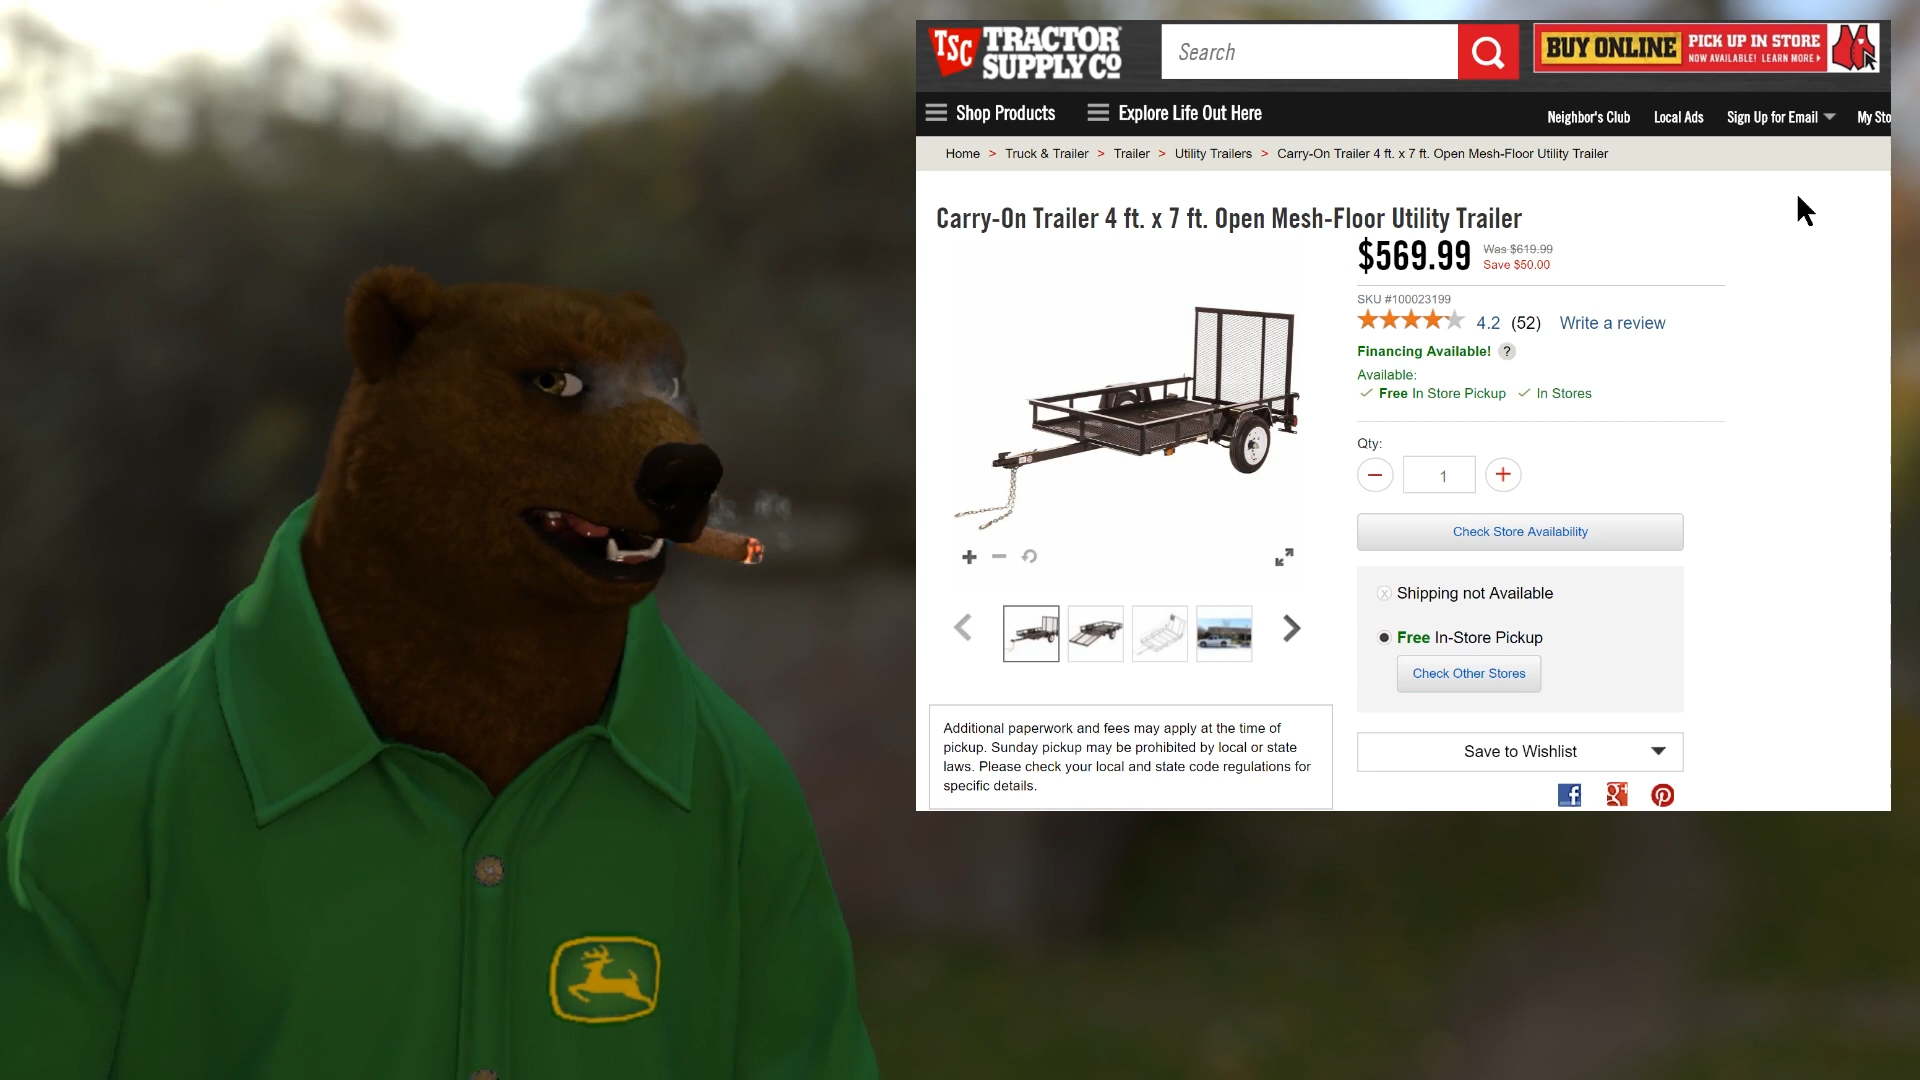 TSC TRACTOR SUPPLY CO
Search
BUY ONLINE PICK UP IN STORE
NOW AVAILABLE! LEARN MORE
Shop Products
Explore Life Out Here
Neighbor's Club
Local Ads
Sign Up for Email
My Sto
Home > Truck & Trailer > Trailer > Utility Trailers > Carry-On Trailer 4 ft. x 7 ft. Open Mesh-Floor Utility Trailer
Carry-On Trailer 4 ft. x 7 ft. Open Mesh-Floor Utility Trailer
$569.99
Was $619.99
Save $50.00
SKU #100023199
4.2 (52) Write a review
Financing Available! ?
Available:
Free In Store Pickup In Stores
Qty:
1
Check Store Availability
Shipping not Available
Free In-Store Pickup
Check Other Stores
Additional paperwork and fees may apply at the time of
pickup. Sunday pickup may be prohibited by local or state
laws. Please check your local and state code regulations for
specific details.
Save to Wishlist